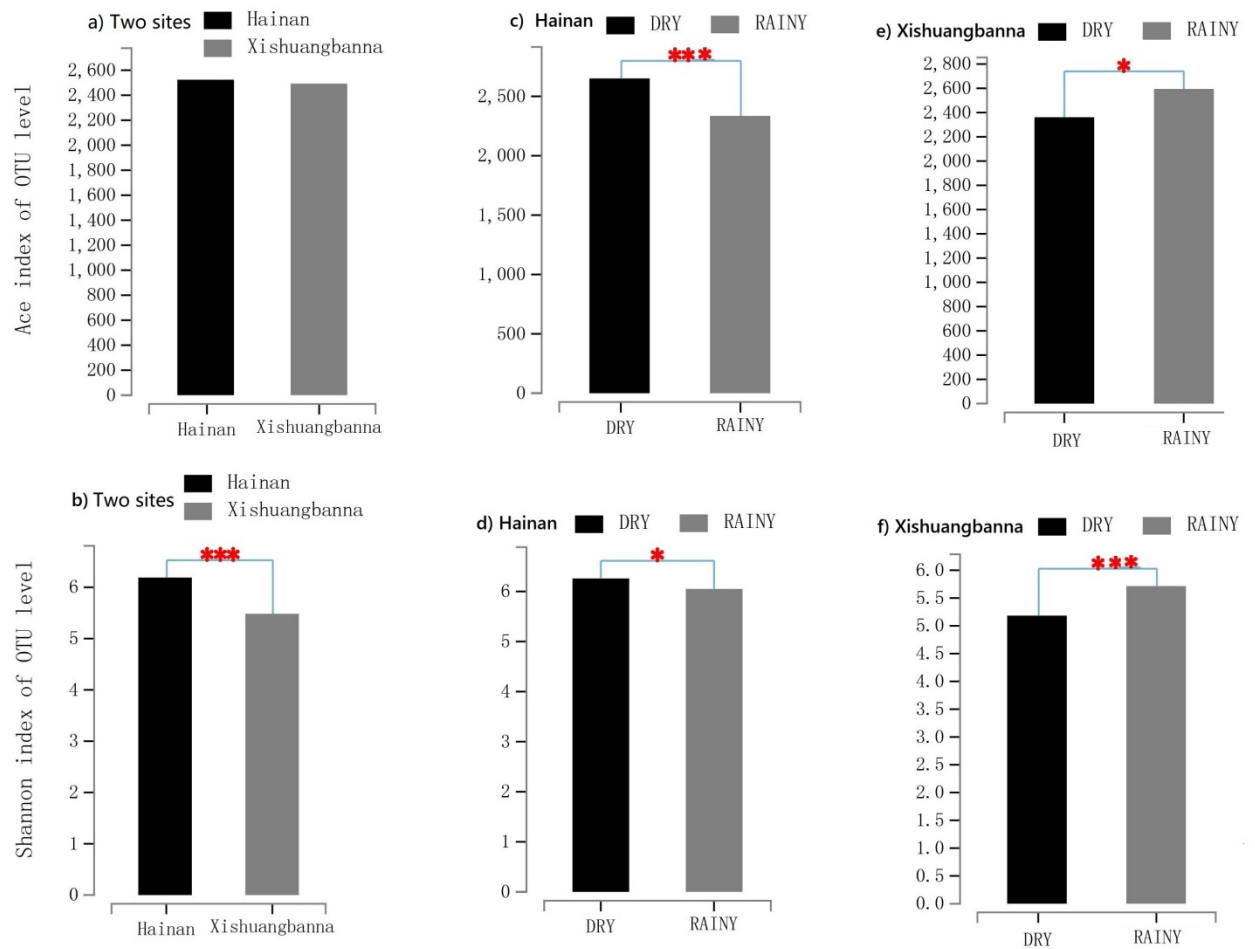 a) Two sites
Hainan
Xishuangbanna
Ace index of OTU level
2,600
2,400
2,200
2,000
1,800
1,600
1,400
1,200
1,000
800
600
400
200
0
Hainan
Xishuangbanna
c) Hainan
DRY
RAINY
***
2,500
2,000
1,500
1,000
500
0
DRY
RAINY
e) Xishuangbanna
DRY
RAINY
*
2,800
2,600
2,400
2,200
2,000
1,800
1,600
1,400
1,200
1,000
800
600
400
200
0
DRY
RAINY
b) Two sites
Hainan
Xishuangbanna
***
Shannon index of OTU level
6
5
4
3
2
1
0
Hainan
Xishuangbanna
d) Hainan
DRY
RAINY
*
6
5
4
3
2
1
0
DRY
RAINY
f) Xishuangbanna
DRY
RAINY
***
6.0
5.5
5.0
4.5
4.0
3.5
3.0
2.5
2.0
1.5
1.0
0.5
0.0
DRY
RAINY